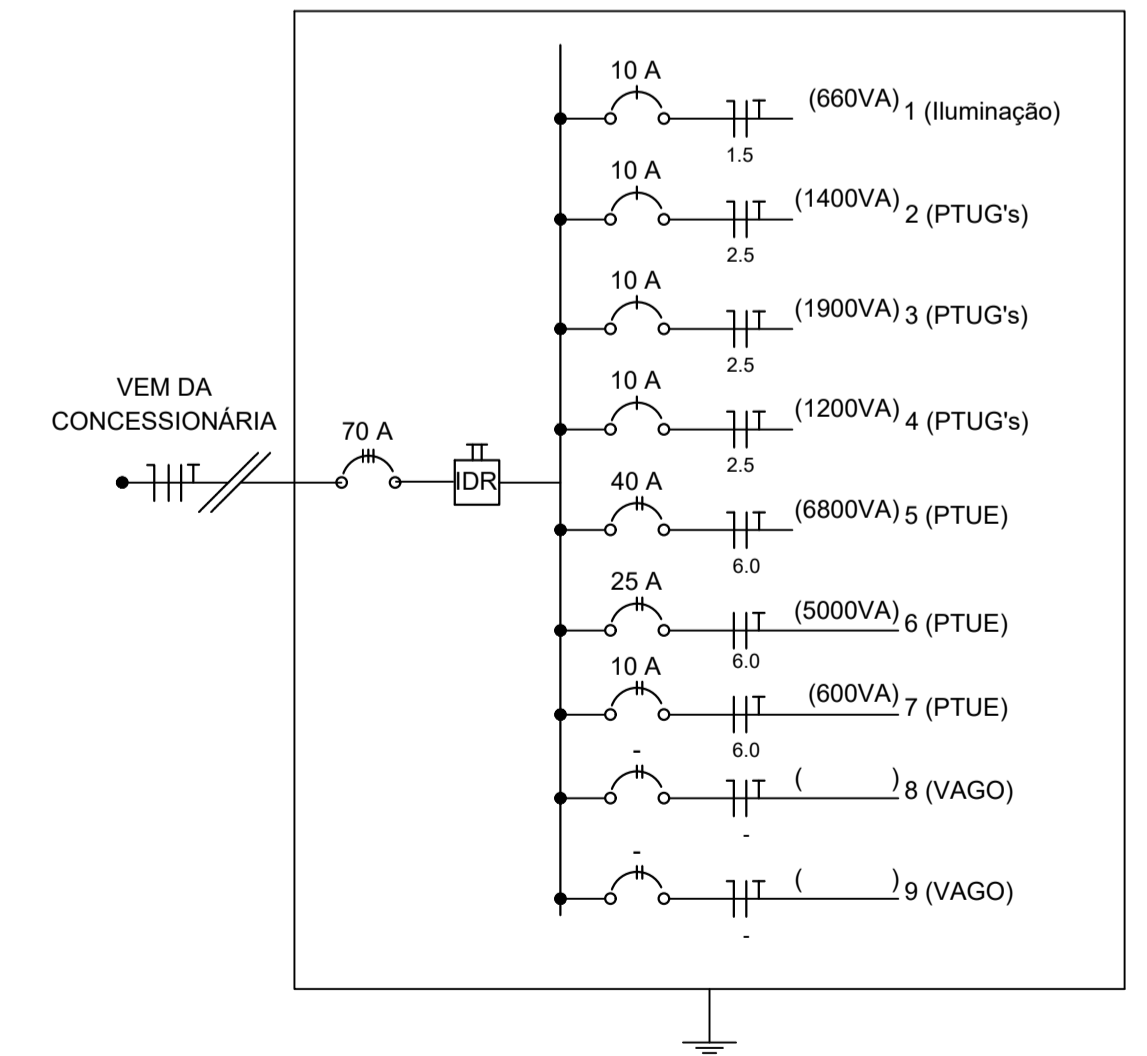 10 A
(660VA) 1 (Iluminação)
1.5
10 A
(1400VA) 2 (PTUG's)
2.5
10 A
(1900VA) 3 (PTUG's)
2.5
10 A
(1200VA) 4 (PTUG's)
2.5
VEM DA
CONCESSIONÁRIA
70 A
IDR
40 A
(6800VA) 5 (PTUE)
6.0
25 A
(5000VA) 6 (PTUE)
6.0
10 A
(600VA) 7 (PTUE)
6.0
-
( ) 8 (VAGO)
-
-
( ) 9 (VAGO)
-